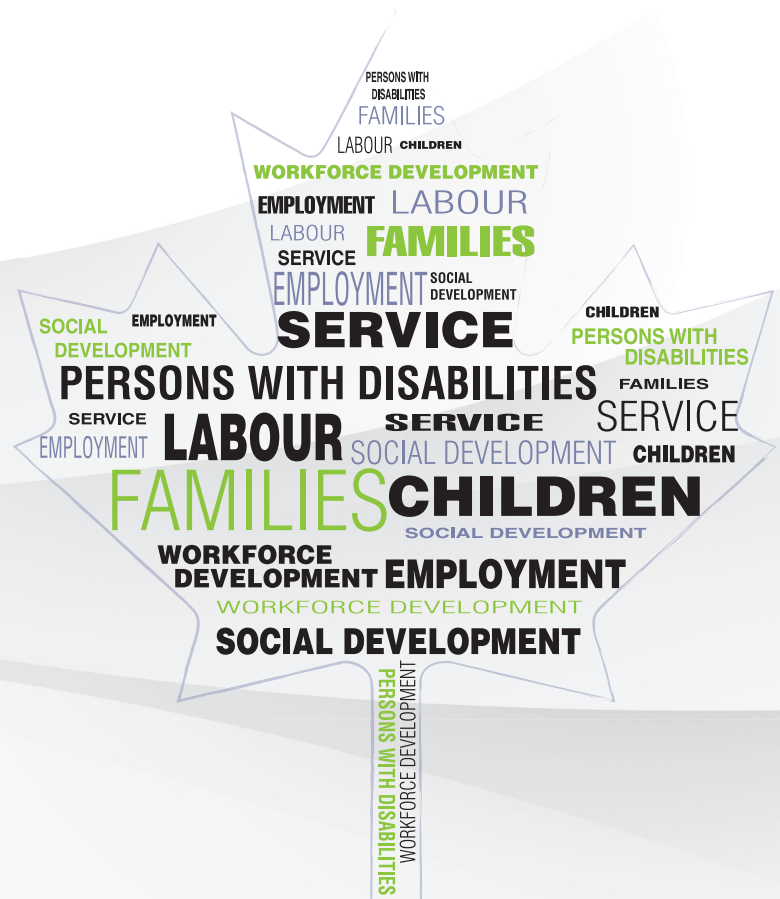 PERSONS WITH
DISABILITIES
FAMILIES
LABOUR CHILDREN
WORKFORCE DEVELOPMENT
EMPLOYMENT LABOUR
LABOUR FAMILIES
SERVICE
EMPLOYMENT SOCIAL
DEVELOPMENT
SERVICE
SOCIAL
DEVELOPMENT
EMPLOYMENT
CHILDREN
PERSONS WITH
DISABILITIES
PERSONS WITH DISABILITIES
FAMILIES
SERVICE
EMPLOYMENT
LABOUR
SERVICE
SERVICE
SOCIAL DEVELOPMENT
CHILDREN
FAMILIES CHILDREN
SOCIAL DEVELOPMENT
WORKFORCE
DEVELOPMENT
EMPLOYMENT
WORKFORCE DEVELOPMENT
SOCIAL DEVELOPMENT
PERSONS WITH DISABILITIES
WORKFORCE DEVELOPMENT